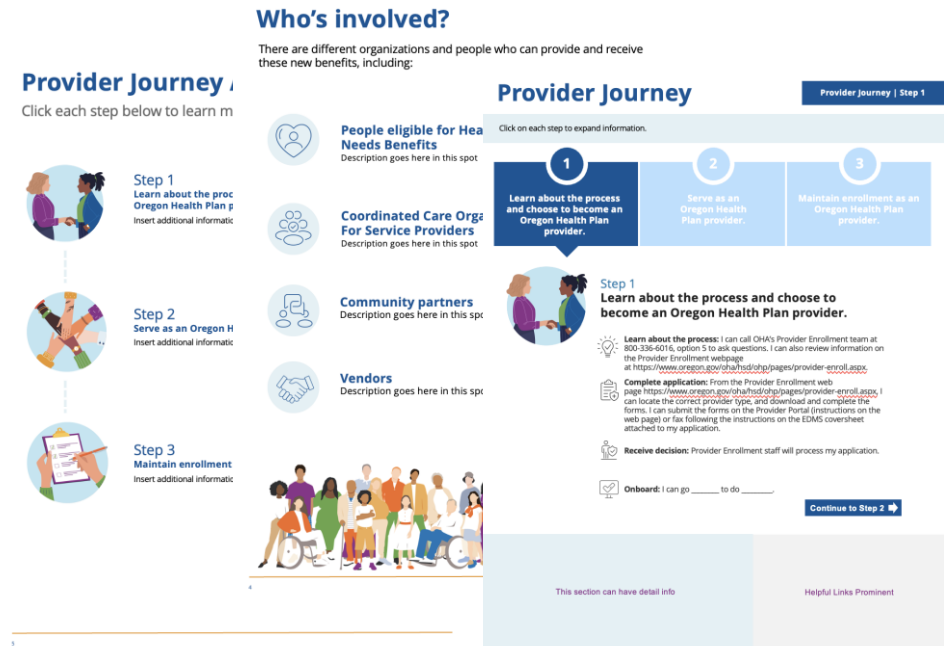 Provider Journey
Click each step below to learn m
Step 1
Learn about the proc
Oregon Health Plan p
Insert additional informatic
Step 2
Serve as an Oregon H
Insert additional informatic
Step 3
Maintain enrollment
Insert additional informatic
3
Who's involved?
There are different organizations and people who can provide and receive
these new benefits, including:
People eligible for Hea
Needs Benefits
Description goes here in this spot
Coordinated Care Orga
For Service Providers
Description goes here in this spot
Community partners
Description goes here in this spo
Vendors
Description goes here in this spo
4
Provider Journey
Provider Journey | Step 1
Click on each step to expand information.
1
Learn about the process
and choose to become an
Oregon Health Plan
provider.
2
Serve as an
Oregon Health
Plan provider.
3
Maintain enrollment as an
Oregon Health Plan
provider.
Step 1
Learn about the process and choose to
become an Oregon Health Plan provider.
Learn about the process: I can call OHA's Provider Enrollment team at
800-336-6016, option 5 to ask questions. I can also review information on
the Provider Enrollment webpage
at https://www.oregon.gov/oha/hsd/ohp/pages/provider-enroll.aspx.
Complete application: From the Provider Enrollment web
page https://www.oregon.gov/oha/hsd/ohp/pages/provider-enroll.aspx, I
can locate the correct provider type, and download and complete the
forms. I can submit the forms on the Provider Portal (instructions on the
web page) or fax following the instructions on the EDMS coversheet
attached to my application.
Receive decision: Provider Enrollment staff will process my application.
Onboard: I can go ________ to do ________.
Continue to Step 2
This section can have detail info
Helpful Links Prominent